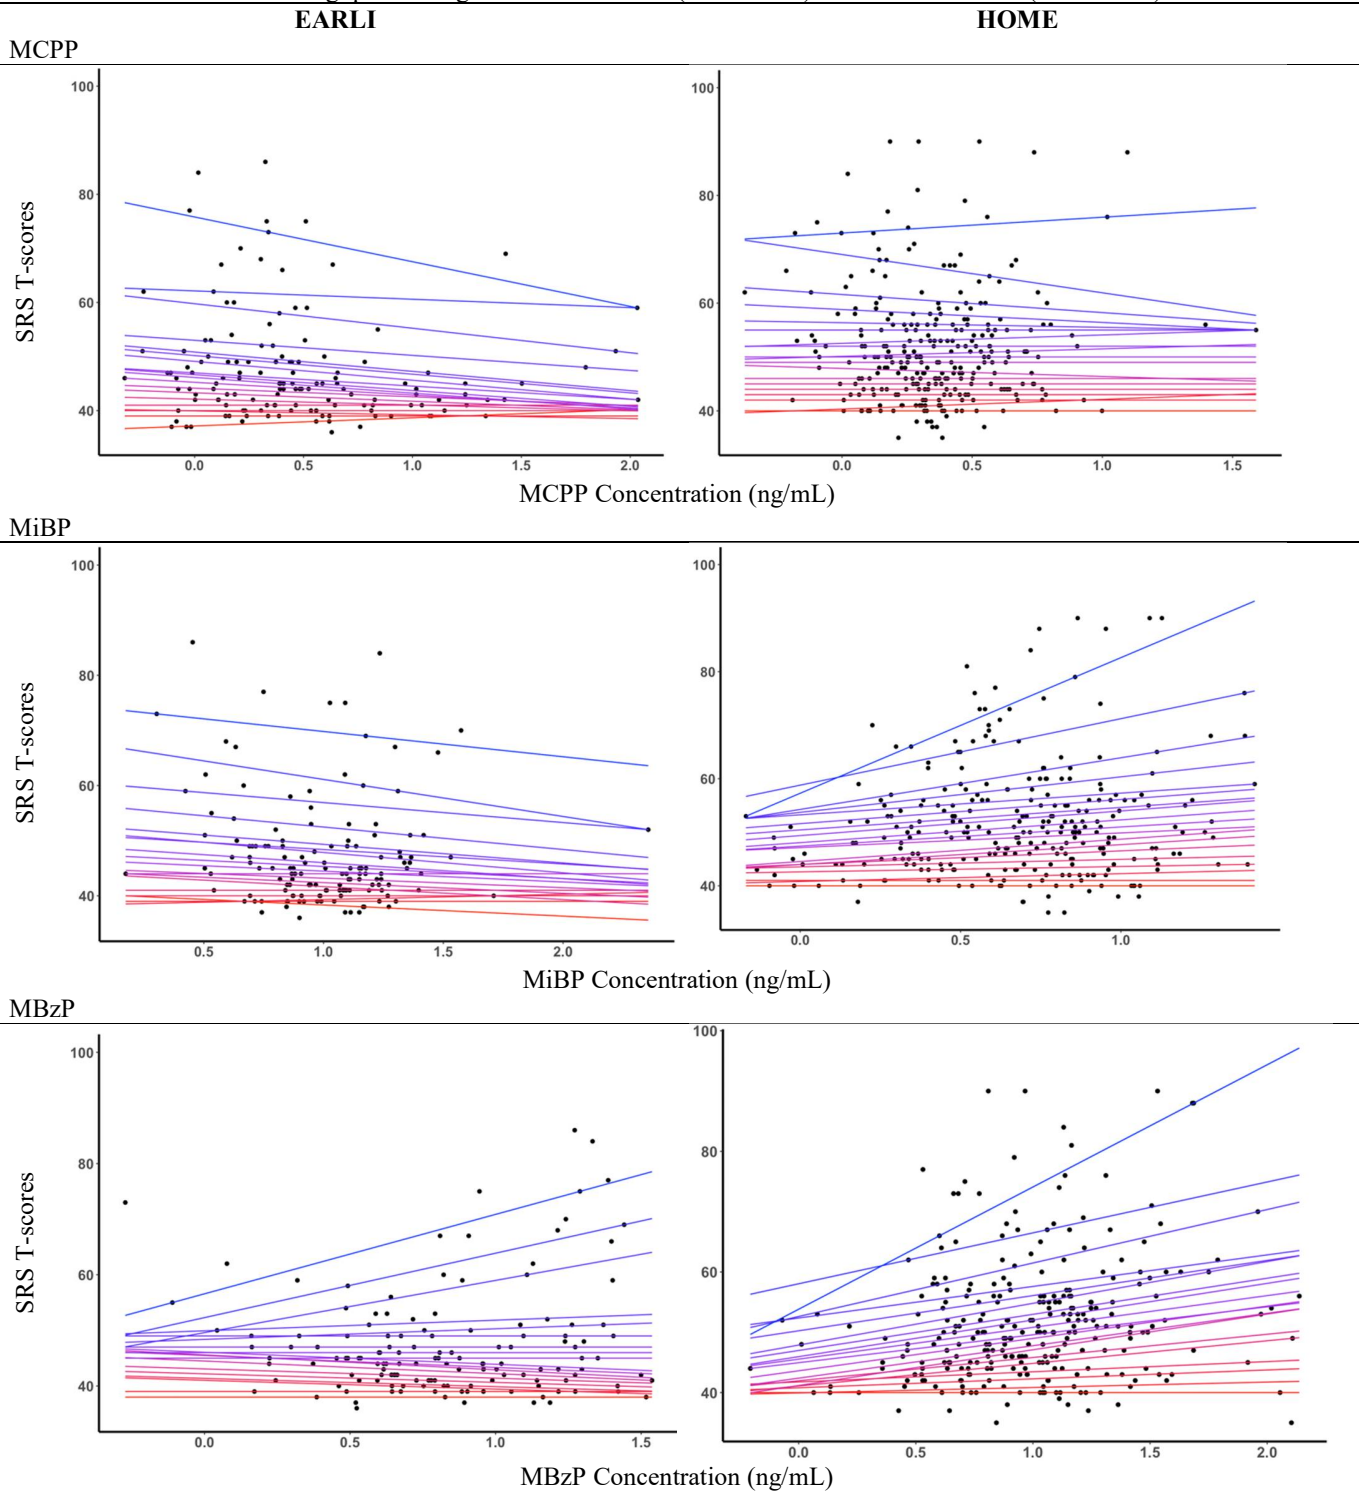 EARLI HOME
MCPP
100 100
80 80
60 60
40 40
SRS T-scores
0.0 0.5 1.0 1.5 2.0 0.0 0.5 1.0 1.5
MCPP Concentration (ng/mL)
MiBP
100 100
80 80
60 60
40 40
SRS T-scores
0.5 1.0 1.5 2.0 0.0 0.5 1.0
MiBP Concentration (ng/mL)
MBzP
100 100
80 80
60 60
40 40
SRS T-scores
0.0 0.5 1.0 1.5 0.0 0.5 1.0 1.5 2.0
MBzP Concentration (ng/mL)